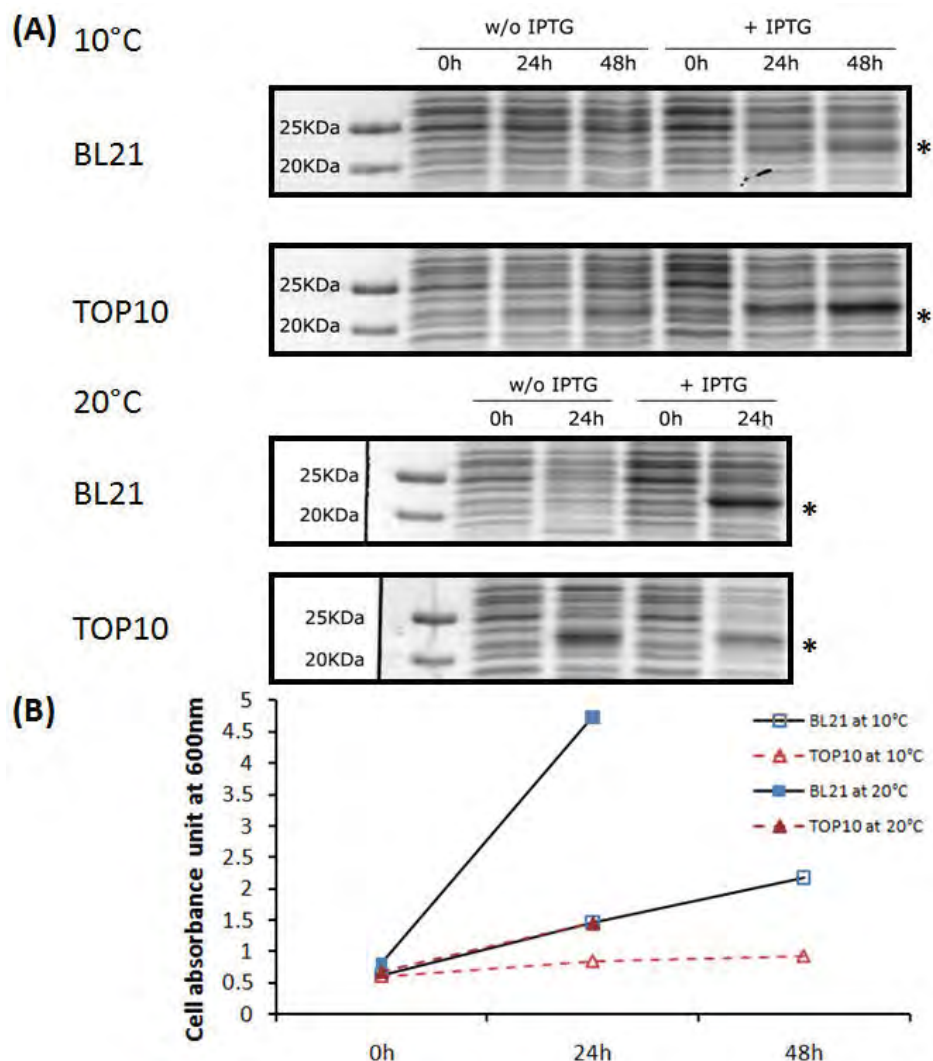 (A) 10°C
w/o IPTG + IPTG
0h 24h 48h 0h 24h 48h
BL21
25KDa
20KDa
*
TOP10
25KDa
20KDa
*
20°C
w/o IPTG + IPTG
0h 24h 0h 24h
BL21
25KDa
20KDa
*
TOP10
25KDa
20KDa
*
(B)
Cell absorbance unit at 600nm
5
4.5
4
3.5
3
2.5
2
1.5
1
0.5
0
0h 24h 48h
BL21 at 10°C
TOP10 at 10°C
BL21 at 20°C
TOP10 at 20°C